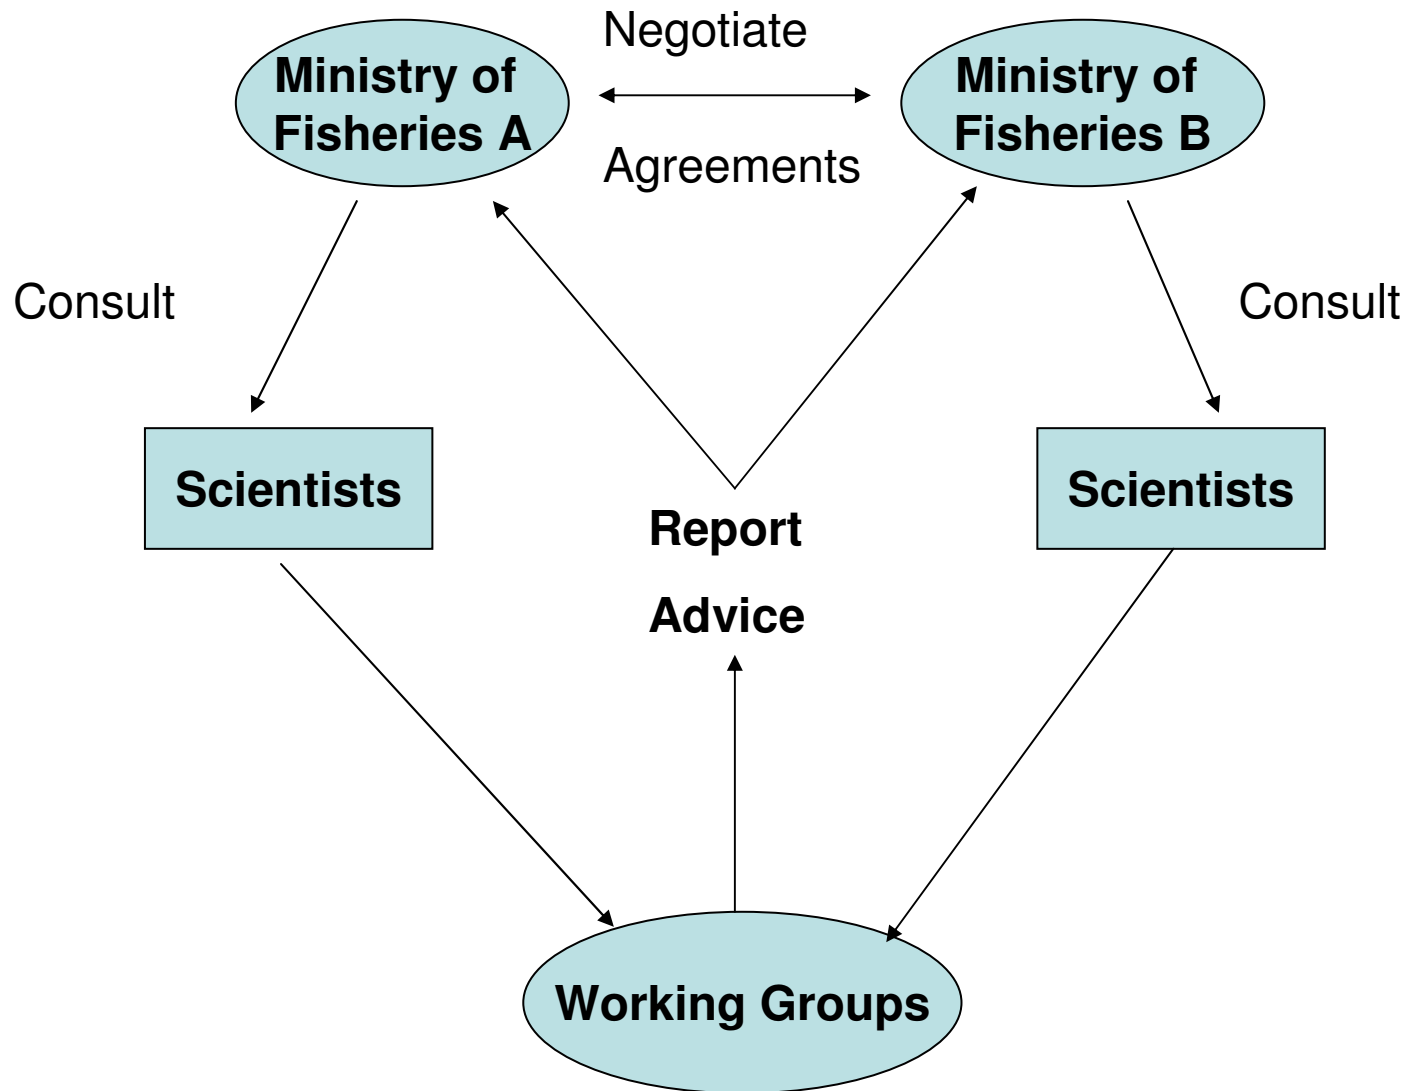 Negotiate
Ministry of
Fisheries A
Ministry of
Fisheries B
Agreements
Consult
Consult
Scientists
Scientists
Report
Advice
Working Groups